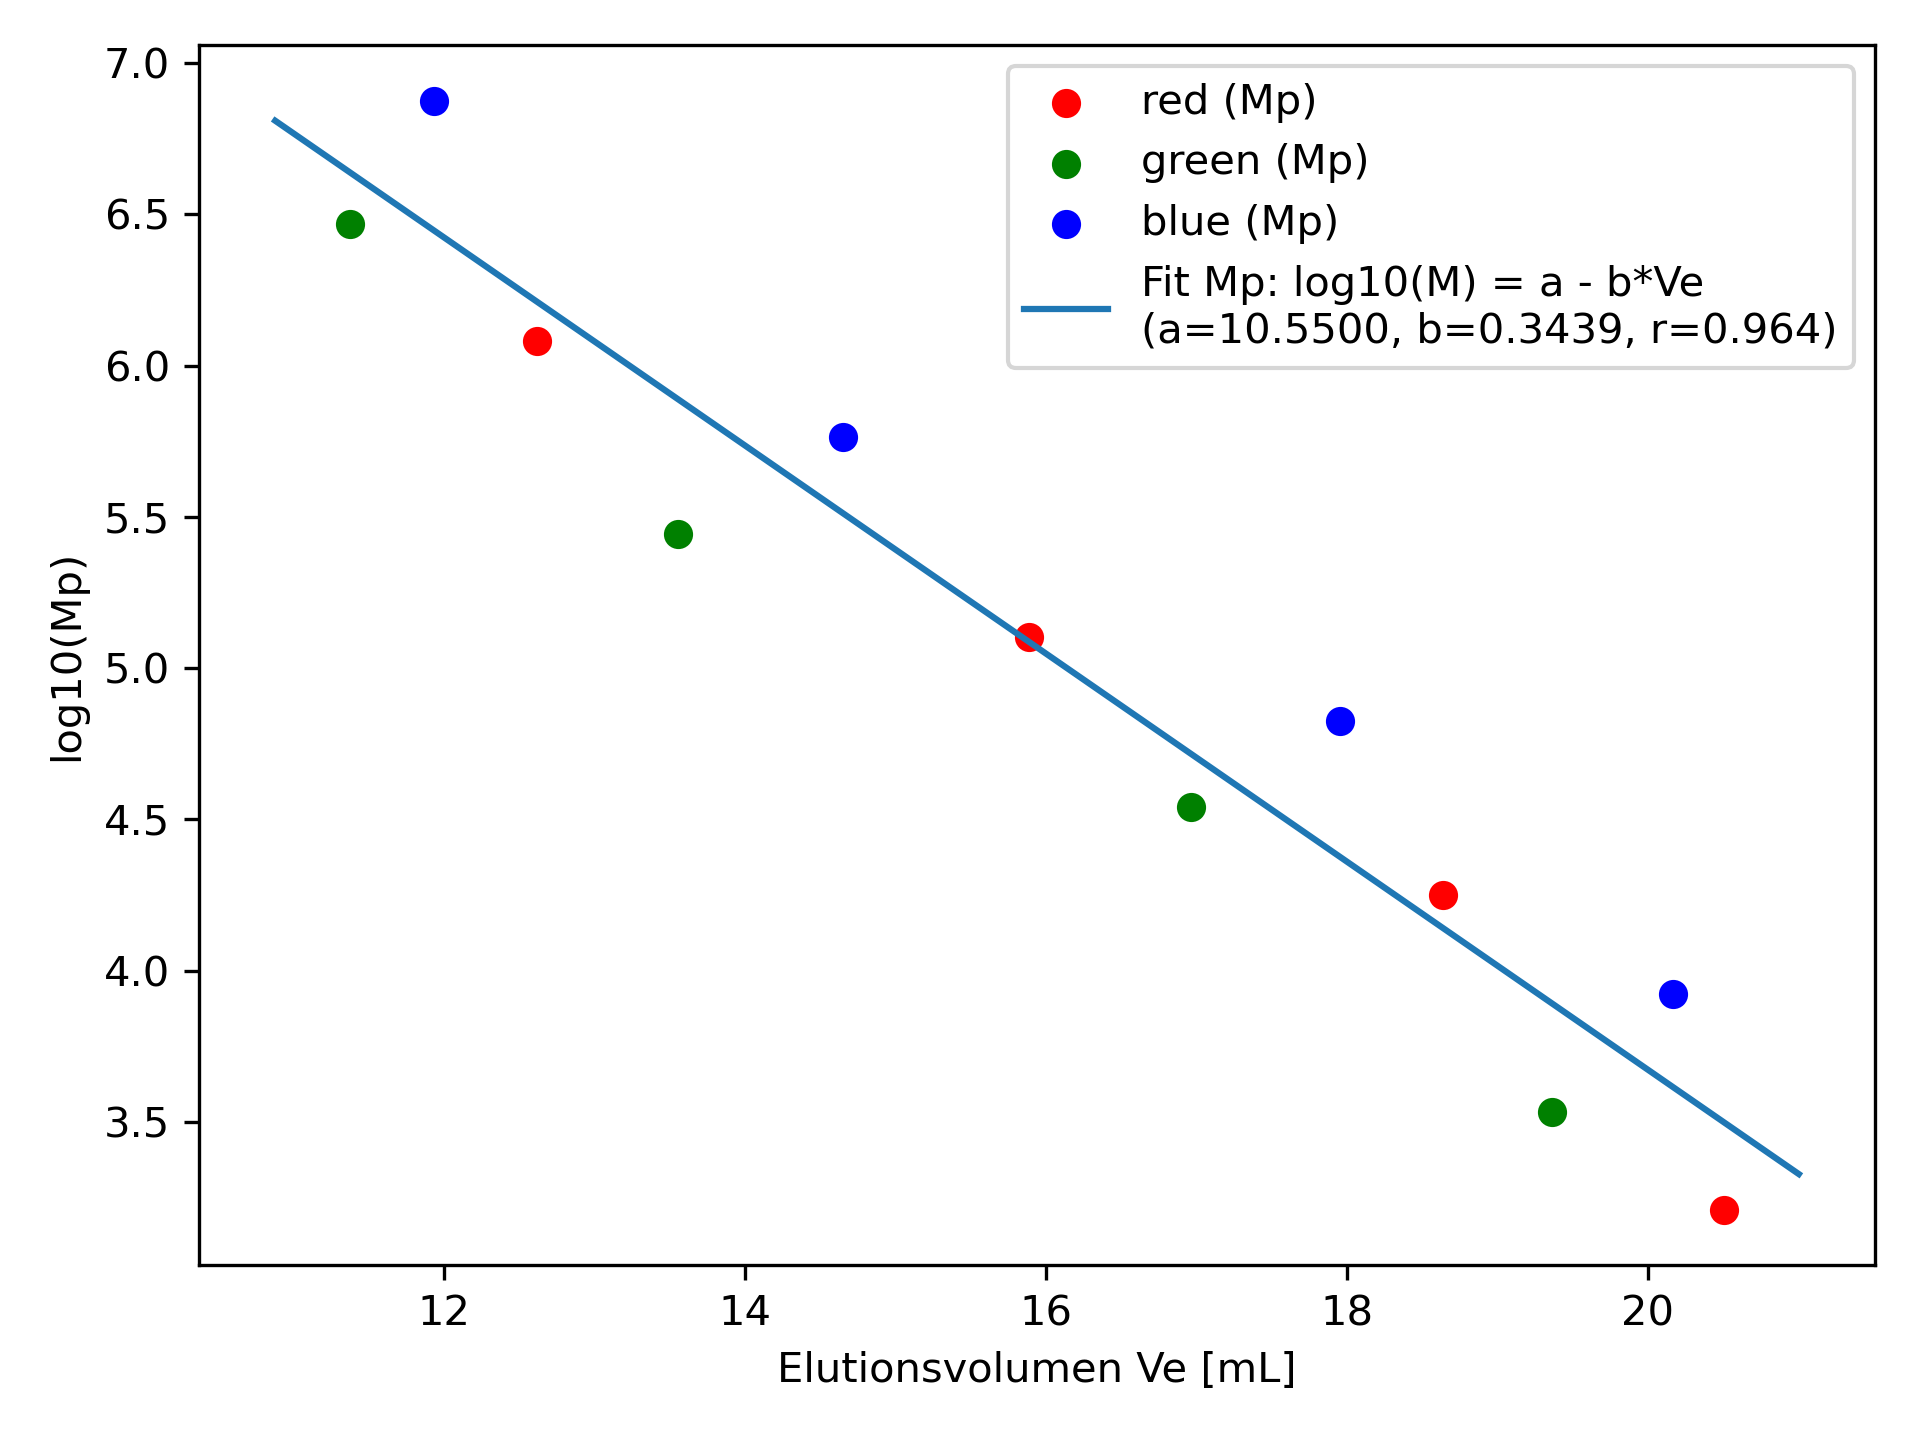 7.0
6.5
6.0
5.5
5.0
4.5
4.0
3.5
log10(Mp)
red (Mp)
green (Mp)
blue (Mp)
Fit Mp: log10(M) = a - b*Ve
(a=10.5500, b=0.3439, r=0.964)
12 14 16 18 20
Elutionsvolumen Ve [mL]